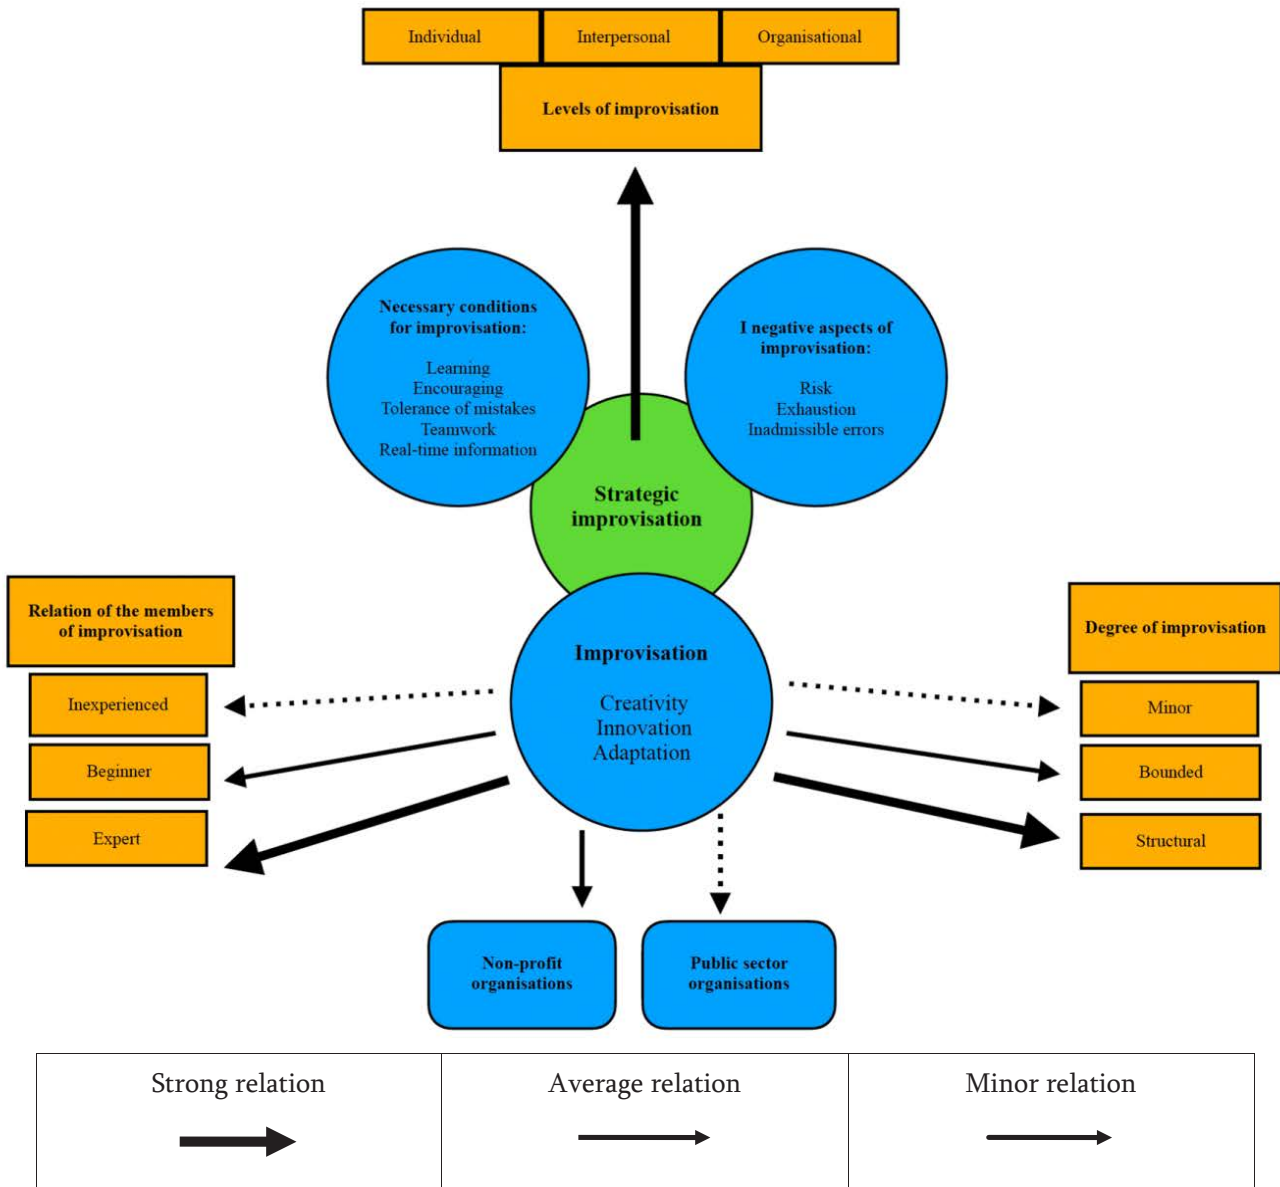 Individual
Interpersonal
Organisational
Levels of improvisation
Necessary conditions
for improvisation:
Learning
Encouraging
Tolerance of mistakes
Teamwork
Real-time information
I negative aspects of
improvisation:
Risk
Exhaustion
Inadmissible errors
Strategic
improvisation
Relation of the members
of improvisation
Inexperienced
Beginner
Expert
Improvisation
Creativity
Innovation
Adaptation
Degree of improvisation
Minor
Bounded
Structural
Non-profit
organisations
Public sector
organisations
Strong relation
Average relation
Minor relation